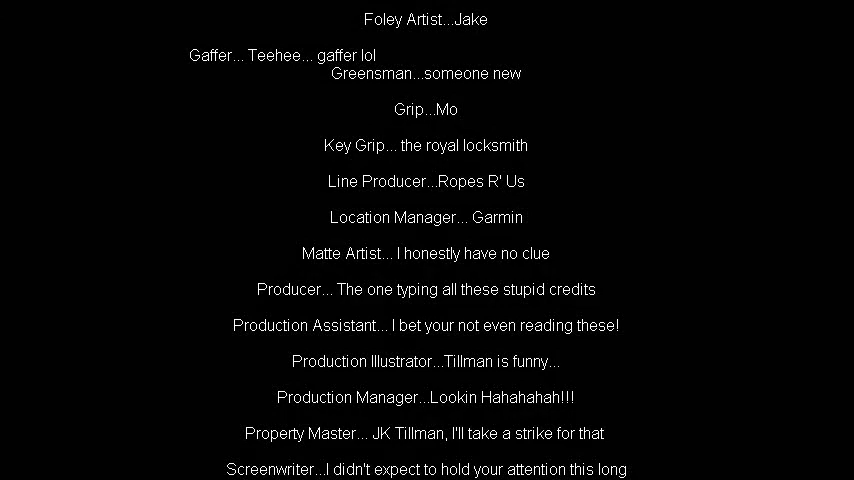 Foley Artist...Jake
Gaffer... Teehee... gaffer lol
Greensman...someone new
Grip...Mo
Key Grip... the royal locksmith
Line Producer...Ropes R' Us
Location Manager... Garmin
Matte Artist... I honestly have no clue
Producer... The one typing all these stupid credits
Production Assistant... I bet your not even reading these!
Production Illustrator...Tillman is funny...
Production Manager...Lookin Hahahahah!!!
Property Master... JK Tillman, I'll take a strike for that
Screenwriter...I didn't expect to hold your attention this long